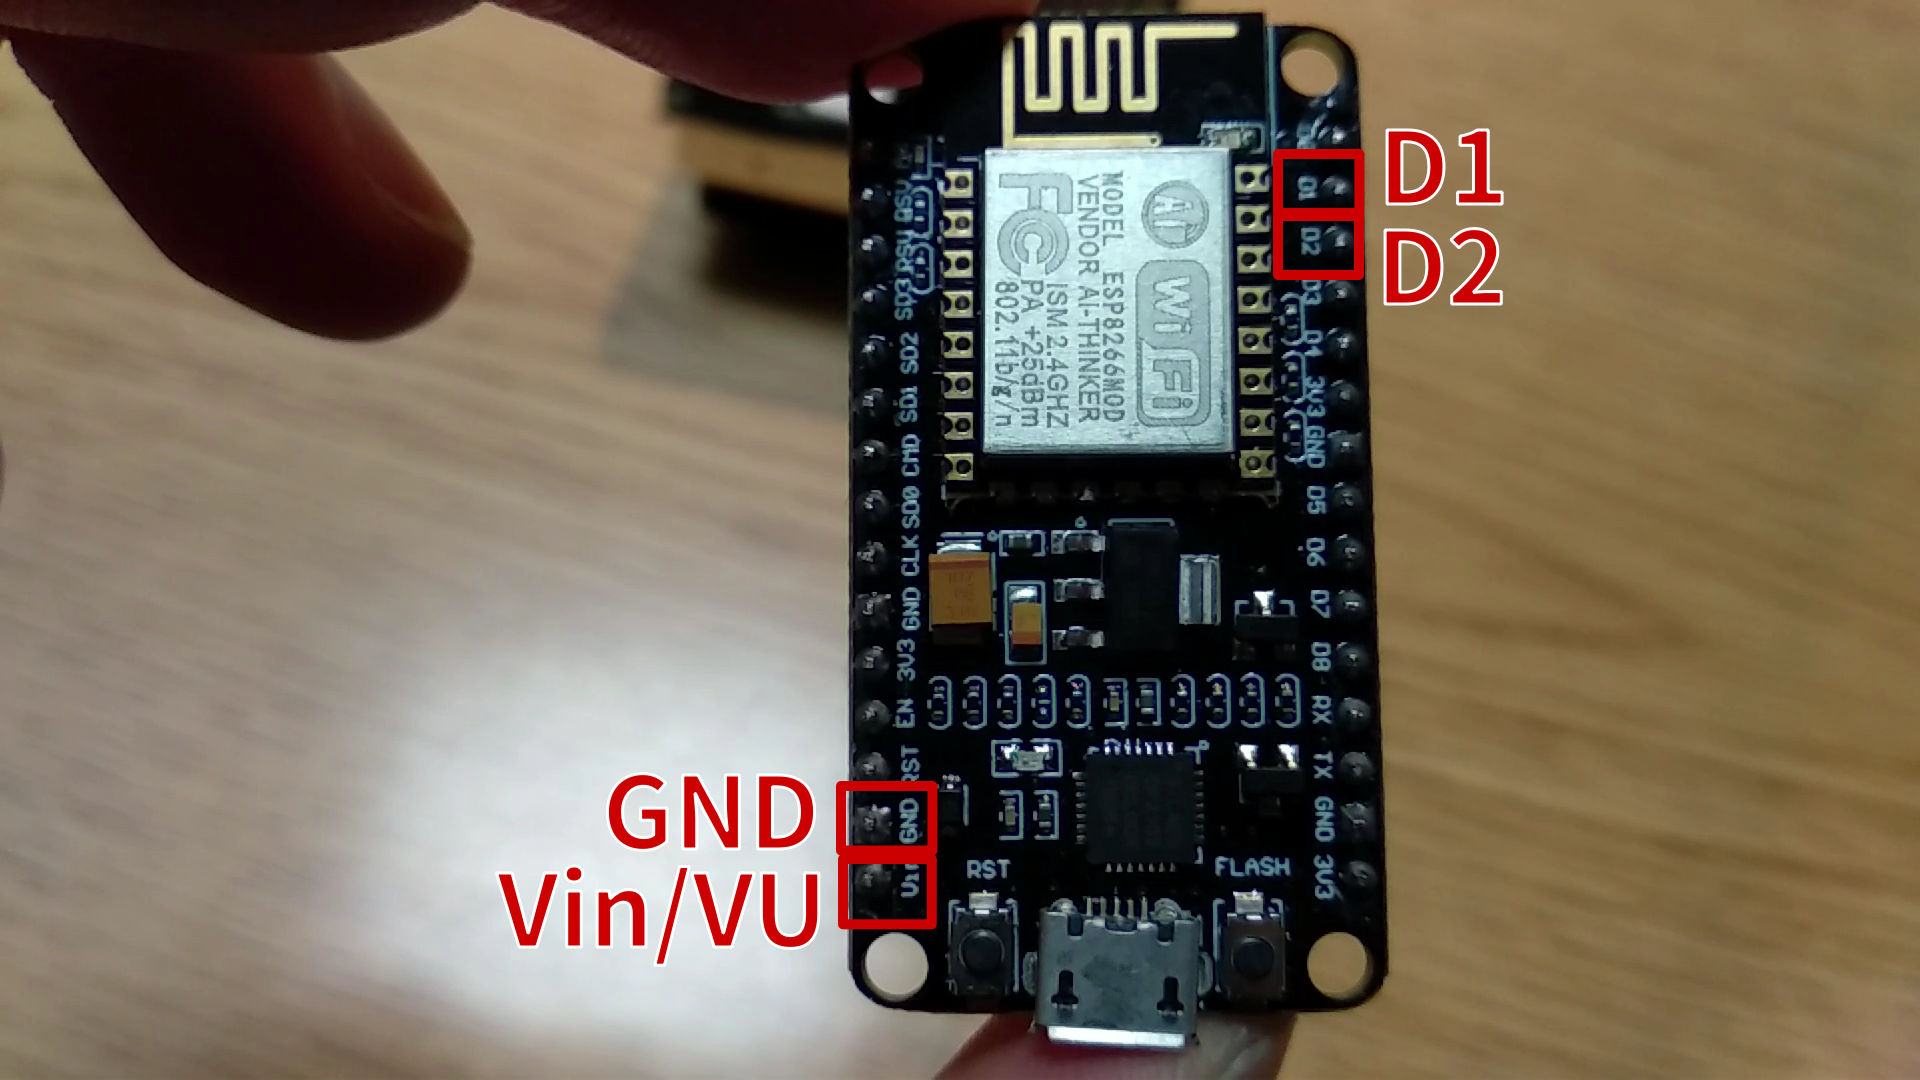 D1
D2
GND
Vin/VU
MODEL ESP8266MOD
VENDOR AI-THINKER
ISM 2.4GHZ
PA +25dBm
802.11b/g/n
FC
Ai
WiFi
RSV
RSV
SD3
SD2
SD1
CMD
SD0
CLK
GND
3V3
EN
RST
GND
Vin
D1
D2
D3
D4
3V3
GND
D5
D6
D7
D8
RX
TX
GND
3V3
RST
FLASH